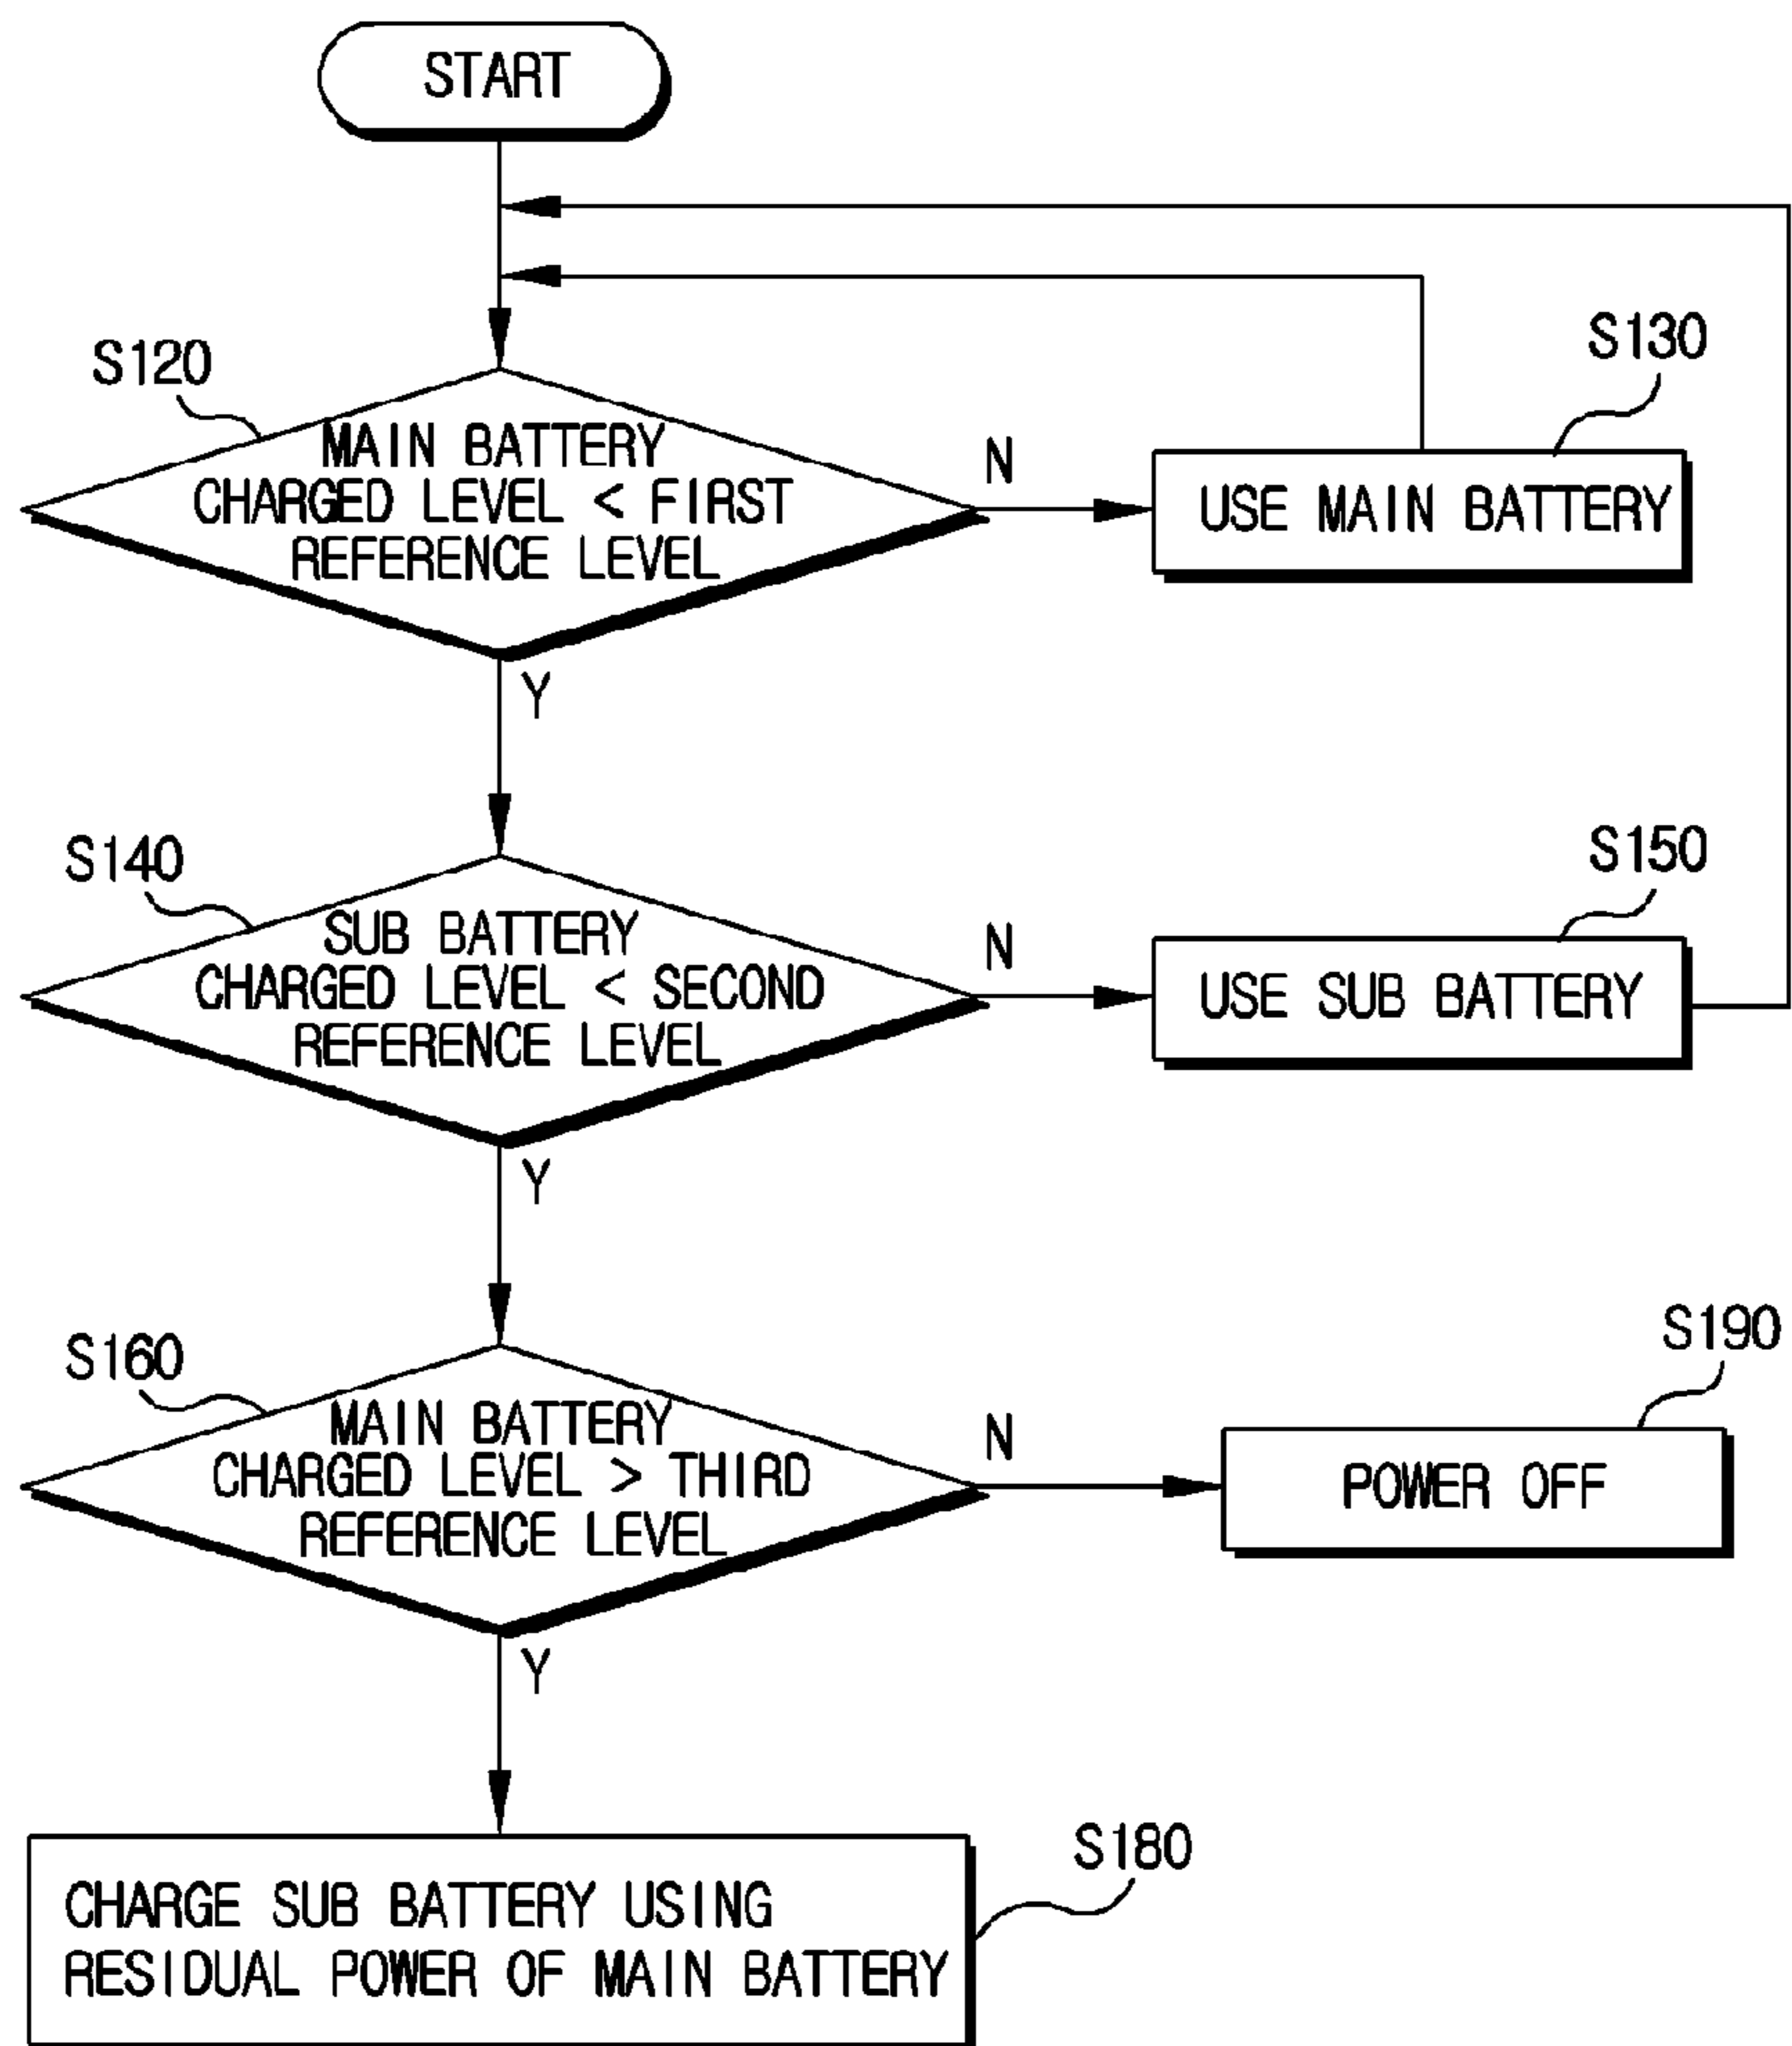 START
S120
S130
MAIN BATTERY
CHARGED LEVEL < FIRST
REFERENCE LEVEL
N
USE MAIN BATTERY
Y
S140
S150
SUB BATTERY
CHARGED LEVEL < SECOND
REFERENCE LEVEL
N
USE SUB BATTERY
Y
S160
S190
MAIN BATTERY
CHARGED LEVEL > THIRD
REFERENCE LEVEL
N
POWER OFF
Y
S180
CHARGE SUB BATTERY USING
RESIDUAL POWER OF MAIN BATTERY